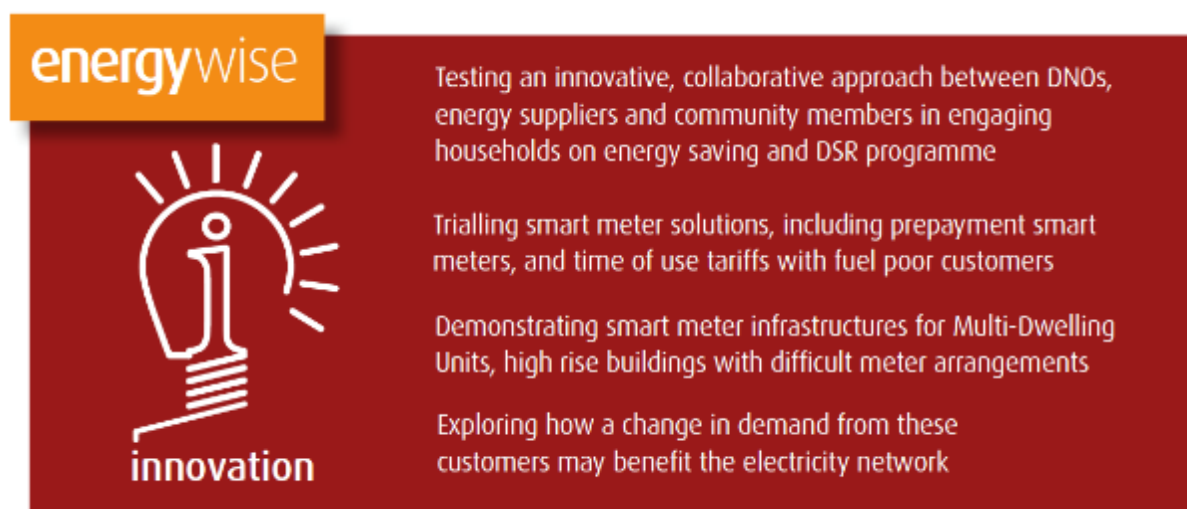 energywise
Testing an innovative, collaborative approach between DNOs,
energy suppliers and community members in engaging
households on energy saving and DSR programme
Trialling smart meter solutions, including prepayment smart
meters, and time of use tariffs with fuel poor customers
Demonstrating smart meter infrastructures for Multi-Dwelling
Units, high rise buildings with difficult meter arrangements
Exploring how a change in demand from these
customers may benefit the electricity network
i
innovation